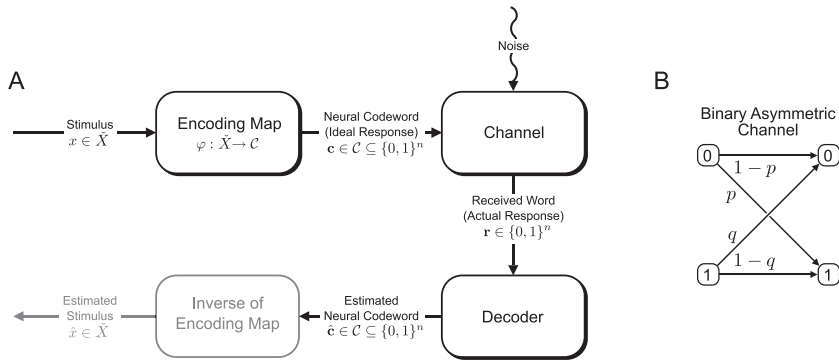 A
Stimulus
x ∈ X̌
Encoding Map
φ : X̌ → 𝒞
Neural Codeword
(Ideal Response)
c ∈ 𝒞 ⊆ {0, 1}ⁿ
Noise
Channel
Received Word
(Actual Response)
r ∈ {0, 1}ⁿ
Decoder
Estimated
Neural Codeword
ĉ ∈ 𝒞 ⊆ {0, 1}ⁿ
Inverse of
Encoding Map
Estimated
Stimulus
x̂ ∈ X̌
B
Binary Asymmetric
Channel
0
1 − p
0
p
q
1
1 − q
1